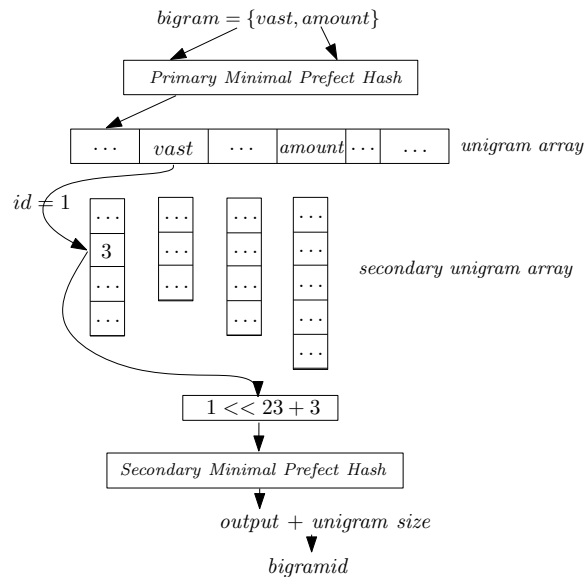 bigram = {vast, amount}
Primary Minimal Prefect Hash
... vast ... amount ... ... unigram array
id = 1
... ... ... ...
3 ... ... ...
... ... ... ...
... ... ...
...
secondary unigram array
1 << 23 + 3
Secondary Minimal Prefect Hash
output + unigram size
bigramid